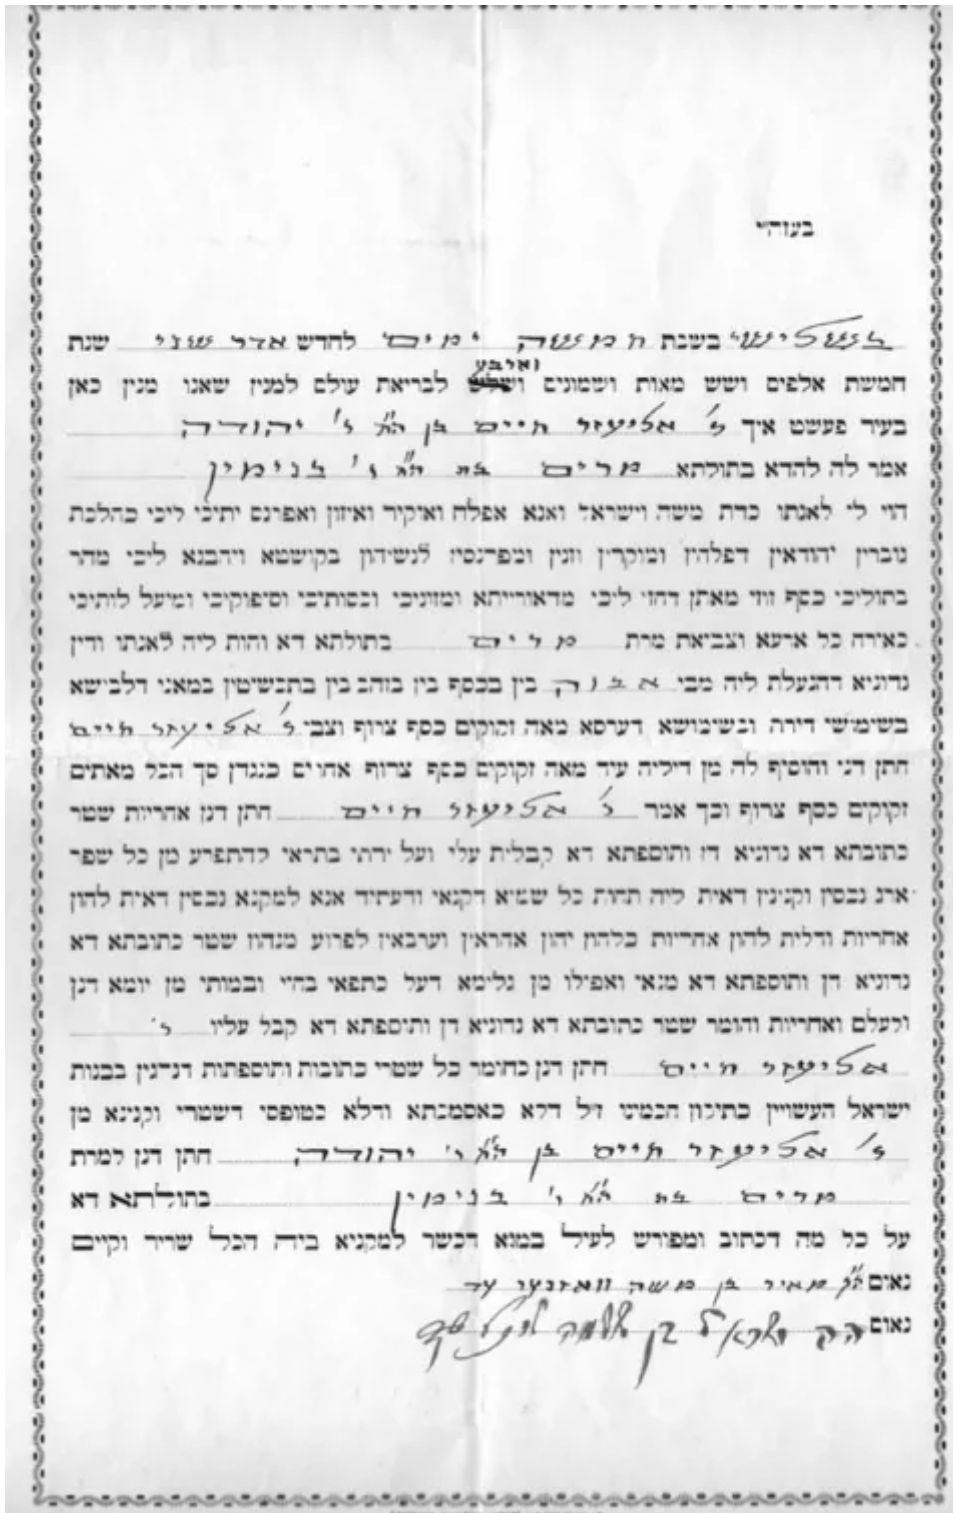 בעזה״י
בשלישי בשבת חמשה ימים לחדש אדר שני שנת
וארבע
חמשת אלפים ושש מאות ושמונים ושלש לבריאת עולם למנין שאנו מנין כאן
בעיר פעשט איך ר׳ אליעזר חיים בן הח׳ ר׳ יהודה
אמר לה להדא בתולתא מרים בת הח׳ ר׳ בנימין
הוי לי לאנתו כדת משה וישראל ואנא אפלח ואוקיר ואיזון ואפרנס יתיכי ליכי כהלכת
גוברין יהודאין דפלחין ומוקרין וזנין ומפרנסין לנשיהון בקושטא ויהבנא ליכי מהר
בתוליכי כסף זוזי מאתן דחזי ליכי מדאורייתא ומזוניכי וכסותיכי וסיפוקיכי ומיעל לותיכי
כאורח כל ארעא וצביאת מרת מרים בתולתא דא והות ליה לאנתו ודין
נדוניא דהנעלת ליה מבי אבוה בין בכסף בין בזהב בין בתכשיטין במאני דלבושא
בשימושי דירה ובשימושא דערסא מאה זקוקים כסף צרוף וצבי ר׳ אליעזר חיים
חתן דנן והוסיף לה מן דיליה עוד מאה זקוקים כסף צרוף אחרים כנגדן סך הכל מאתים
זקוקים כסף צרוף וכך אמר ר׳ אליעזר חיים חתן דנן אחריות שטר
כתובתא דא נדוניא דן ותוספתא דא קבלית עלי ועל ירתי בתראי להתפרע מן כל שפר
ארג נכסין וקנינין דאית ליה תחות כל שמיא דקנאי ודעתיד אנא למקנא נכסין דאית להון
אחריות ודלית להון אחריות כלהון יהון אחראין וערבאין לפרוע מנהון שטר כתובתא דא
נדוניא דן ותוספתא דא מנאי ואפילו מן גלימא דעל כתפאי בחיי ובמותי מן יומא דנן
ולעלם ואחריות וחומר שטר כתובתא דא נדוניא דן ותוספתא דא קבל עליו ר׳
אליעזר חיים חתן דנן כחומר כל שטרי כתובות ותוספתות דנהגין בבנות
ישראל העשויין כתיקון חכמינו ז״ל דלא כאסמכתא ודלא כטופסי דשטרי וקנינא מן
ר׳ אליעזר חיים בן הח׳ ר׳ יהודה חתן דנן למרת
מרים בת הח׳ ר׳ בנימין בתולתא דא
על כל מה דכתוב ומפורש לעיל במנא דכשר למקניא ביה הכל שריר וקיים
נאום הק׳ מאיר בן משה עד
נאום הק׳ בן